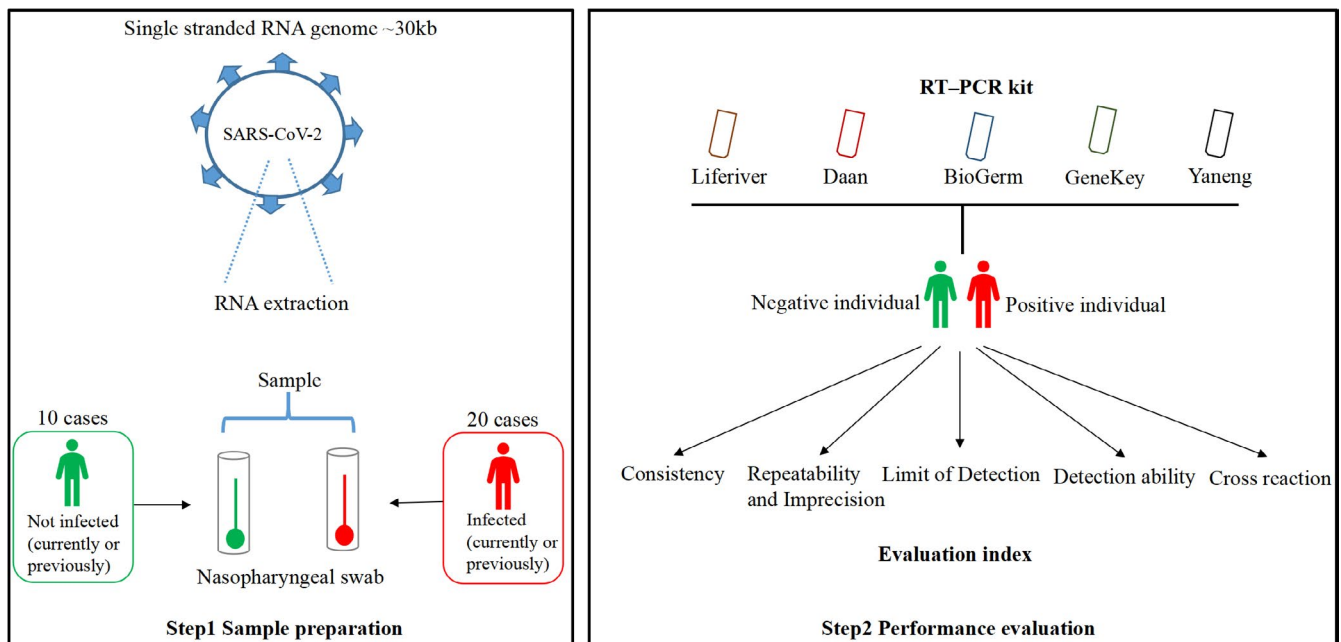 Single stranded RNA genome ~30kb
SARS-CoV-2
RNA extraction
Sample
10 cases
Not infected
(currently or
previously)
20 cases
Infected
(currently or
previously)
Nasopharyngeal swab
Step1 Sample preparation
RT–PCR kit
Liferiver
Daan
BioGerm
GeneKey
Yaneng
Negative individual
Positive individual
Consistency
Repeatability
and Imprecision
Limit of Detection
Detection ability
Cross reaction
Evaluation index
Step2 Performance evaluation